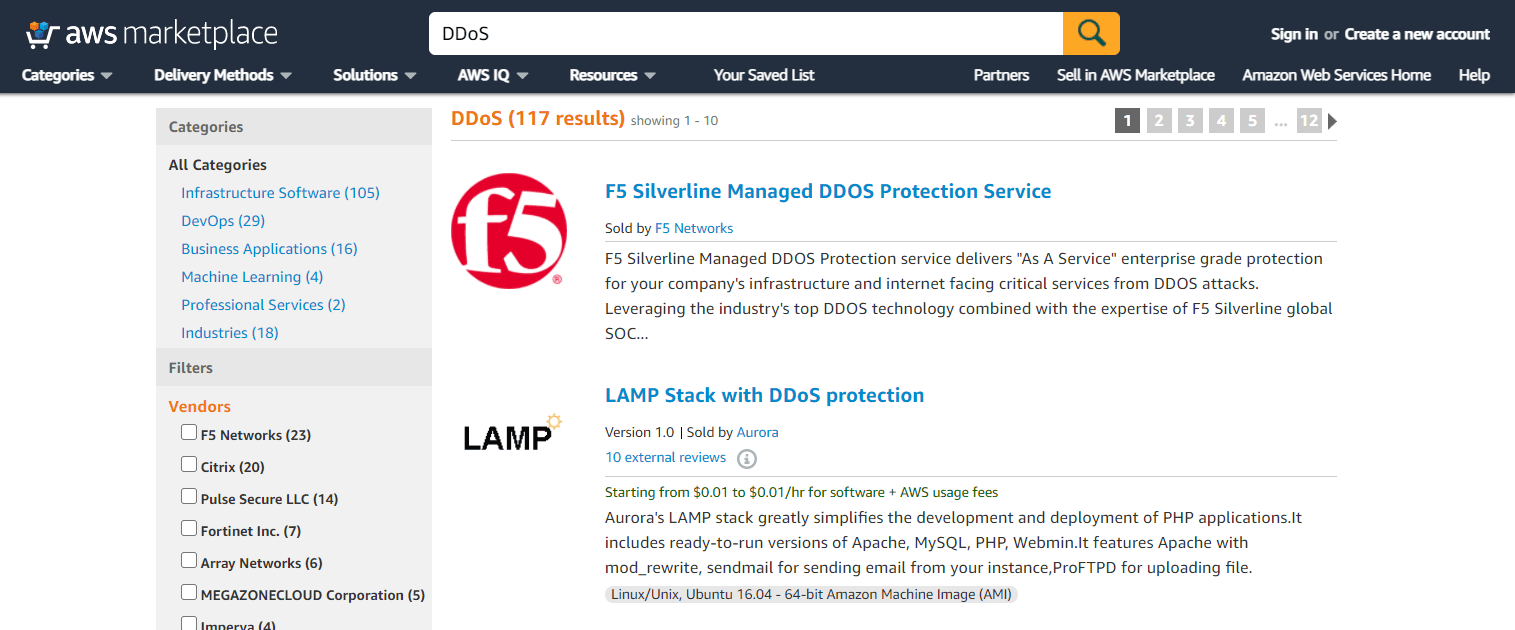 aws marketplace
DDoS
Sign in or Create a new account
Categories
Delivery Methods
Solutions
AWS IQ
Resources
Your Saved List
Partners
Sell in AWS Marketplace
Amazon Web Services Home
Help
Categories
All Categories
Infrastructure Software (105)
DevOps (29)
Business Applications (16)
Machine Learning (4)
Professional Services (2)
Industries (18)
Filters
Vendors
F5 Networks (23)
Citrix (20)
Pulse Secure LLC (14)
Fortinet Inc. (7)
Array Networks (6)
MEGAZONECLOUD Corporation (5)
Imperva (4)
DDoS (117 results) showing 1 - 10
1 2 3 4 5 ... 12
f5
®
F5 Silverline Managed DDOS Protection Service
Sold by F5 Networks
F5 Silverline Managed DDOS Protection service delivers "As A Service" enterprise grade protection
for your company's infrastructure and internet facing critical services from DDOS attacks.
Leveraging the industry's top DDOS technology combined with the expertise of F5 Silverline global
SOC...
LAMP
LAMP Stack with DDoS protection
Version 1.0 | Sold by Aurora
10 external reviews
Starting from $0.01 to $0.01/hr for software + AWS usage fees
Aurora's LAMP stack greatly simplifies the development and deployment of PHP applications.It
includes ready-to-run versions of Apache, MySQL, PHP, Webmin.It features Apache with
mod_rewrite, sendmail for sending email from your instance,ProFTPD for uploading file.
Linux/Unix, Ubuntu 16.04 - 64-bit Amazon Machine Image (AMI)